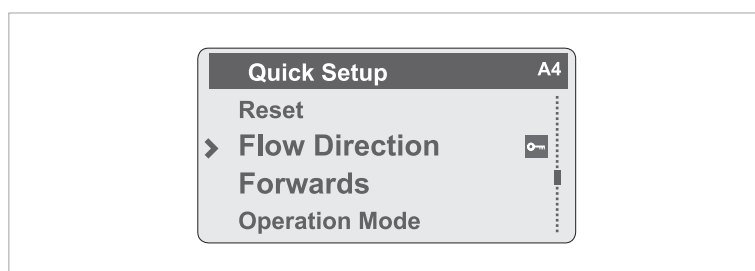 Quick Setup A4
Reset
Flow Direction
Forwards
Operation Mode